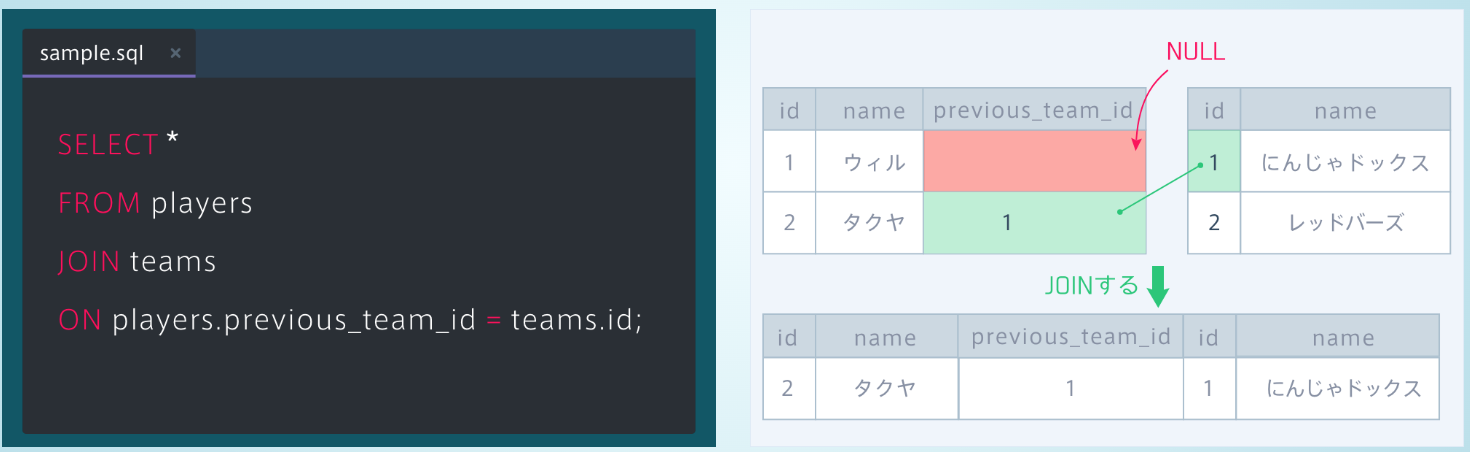 sample.sql ×
SELECT *
FROM players
JOIN teams
ON players.previous_team_id = teams.id;
NULL
id name previous_team_id
1 ウィル
2 タクヤ 1
id name
1 にんじゃドックス
2 レッドバーズ
JOINする
id name previous_team_id id name
2 タクヤ 1 1 にんじゃドックス